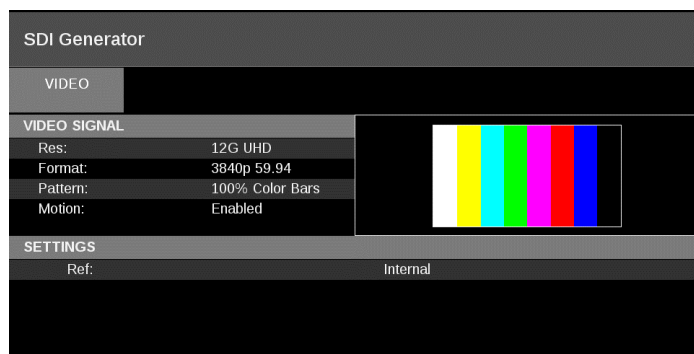 SDI Generator
VIDEO
VIDEO SIGNAL
Res: 12G UHD
Format: 3840p 59.94
Pattern: 100% Color Bars
Motion: Enabled
SETTINGS
Ref: Internal